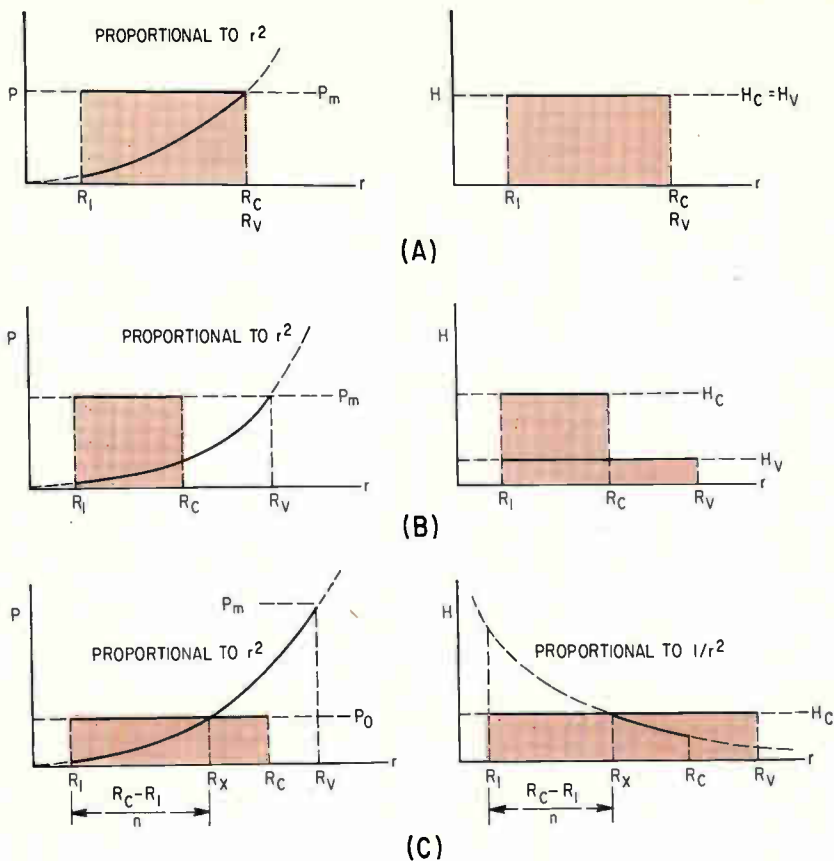 PROPORTIONAL TO r²
P
Pm
R1
RC
RV
r
H
HC = HV
R1
RC
RV
r
(A)
P
PROPORTIONAL TO r²
Pm
R1
RC
RV
r
H
HC
HV
R1
RC
RV
r
(B)
P
Pm
PROPORTIONAL TO r²
PO
R1
RX
RC
RV
r
RC–R1
n
H
PROPORTIONAL TO 1/r²
HC
R1
RX
RC
RV
r
RC–R1
n
(C)